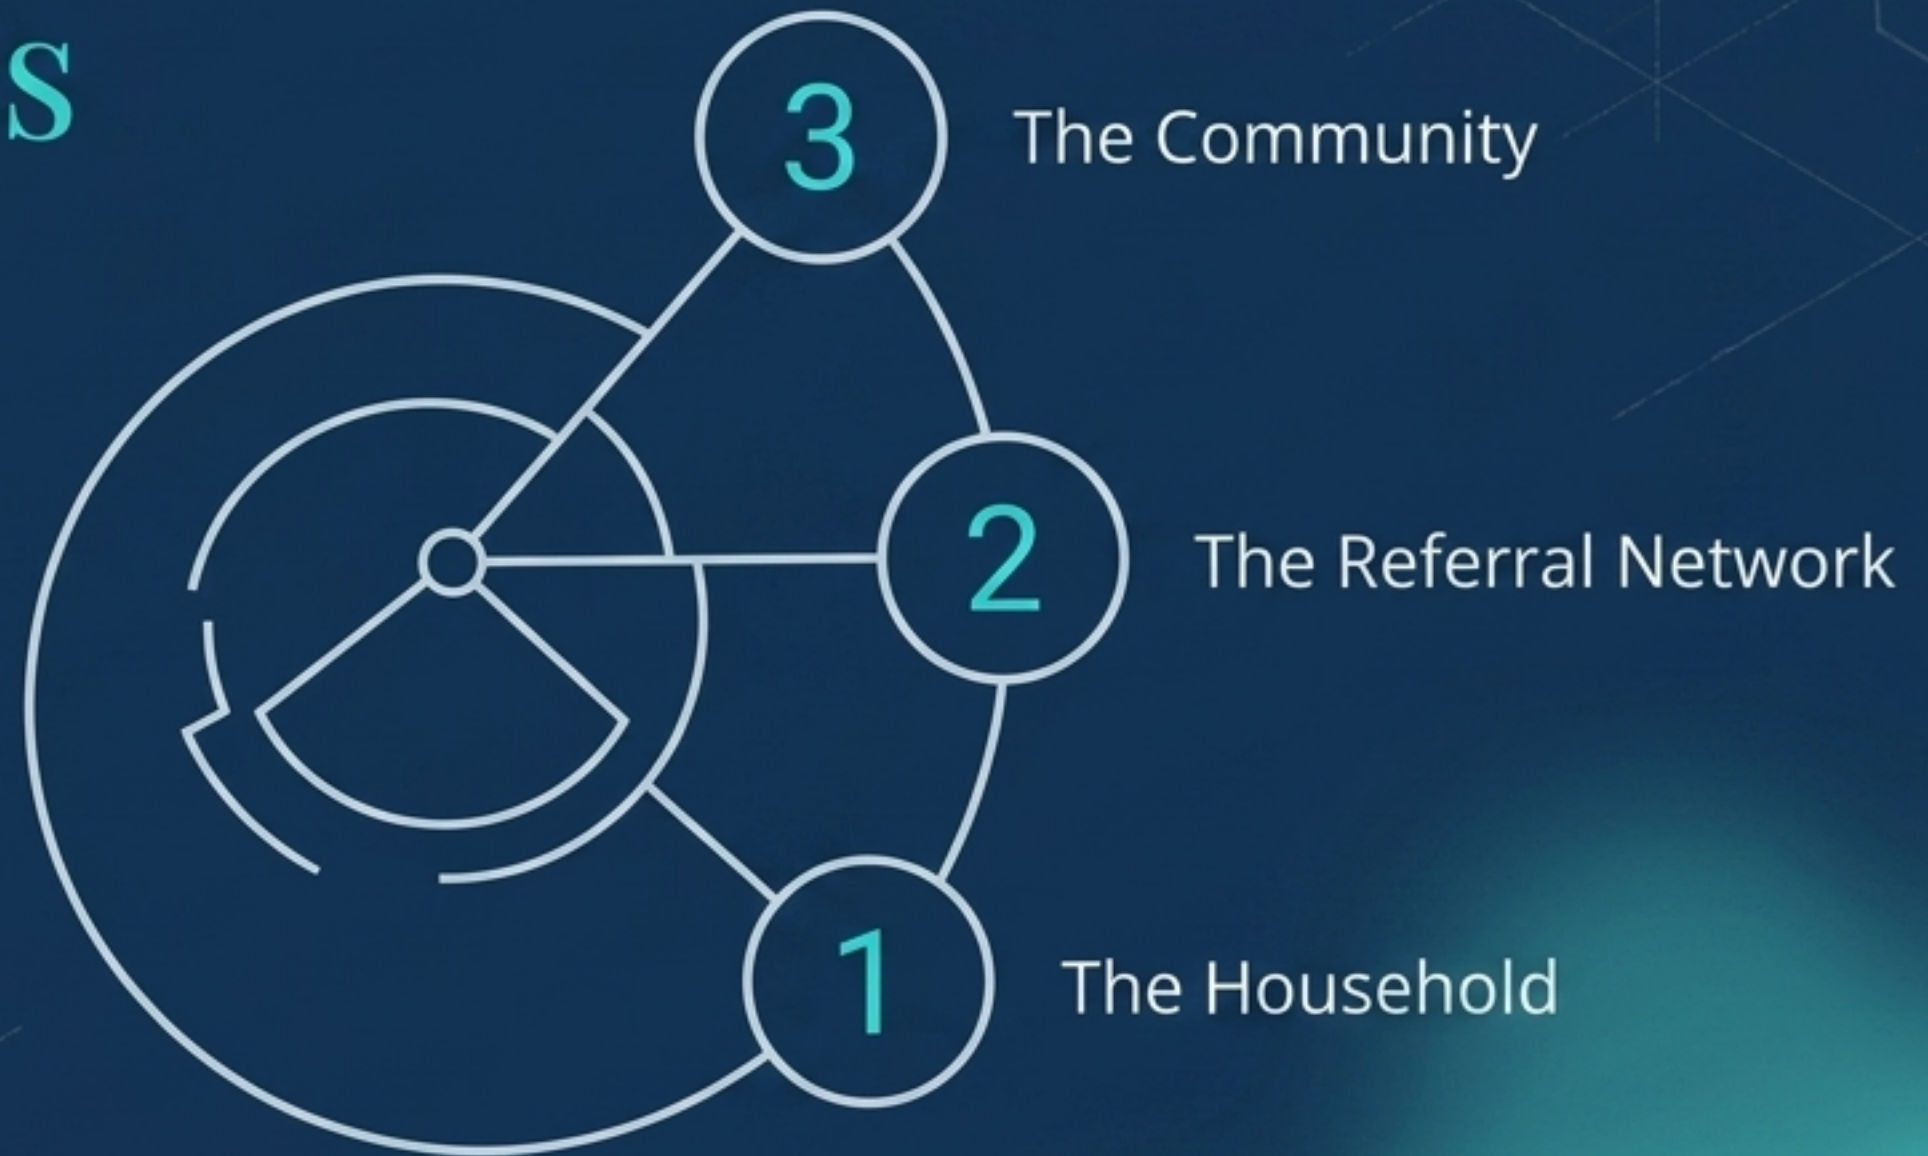 S
3 The Community
2 The Referral Network
1 The Household